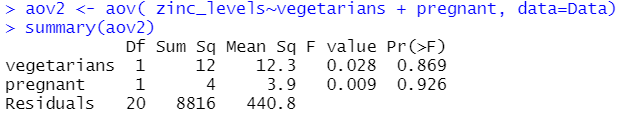 > aov2 <- aov( zinc_levels~vegetarians + pregnant, data=Data)
> summary(aov2)
            Df Sum Sq Mean Sq F value Pr(>F)
vegetarians  1     12    12.3   0.028  0.869
pregnant     1      4     3.9   0.009  0.926
Residuals   20   8816   440.8